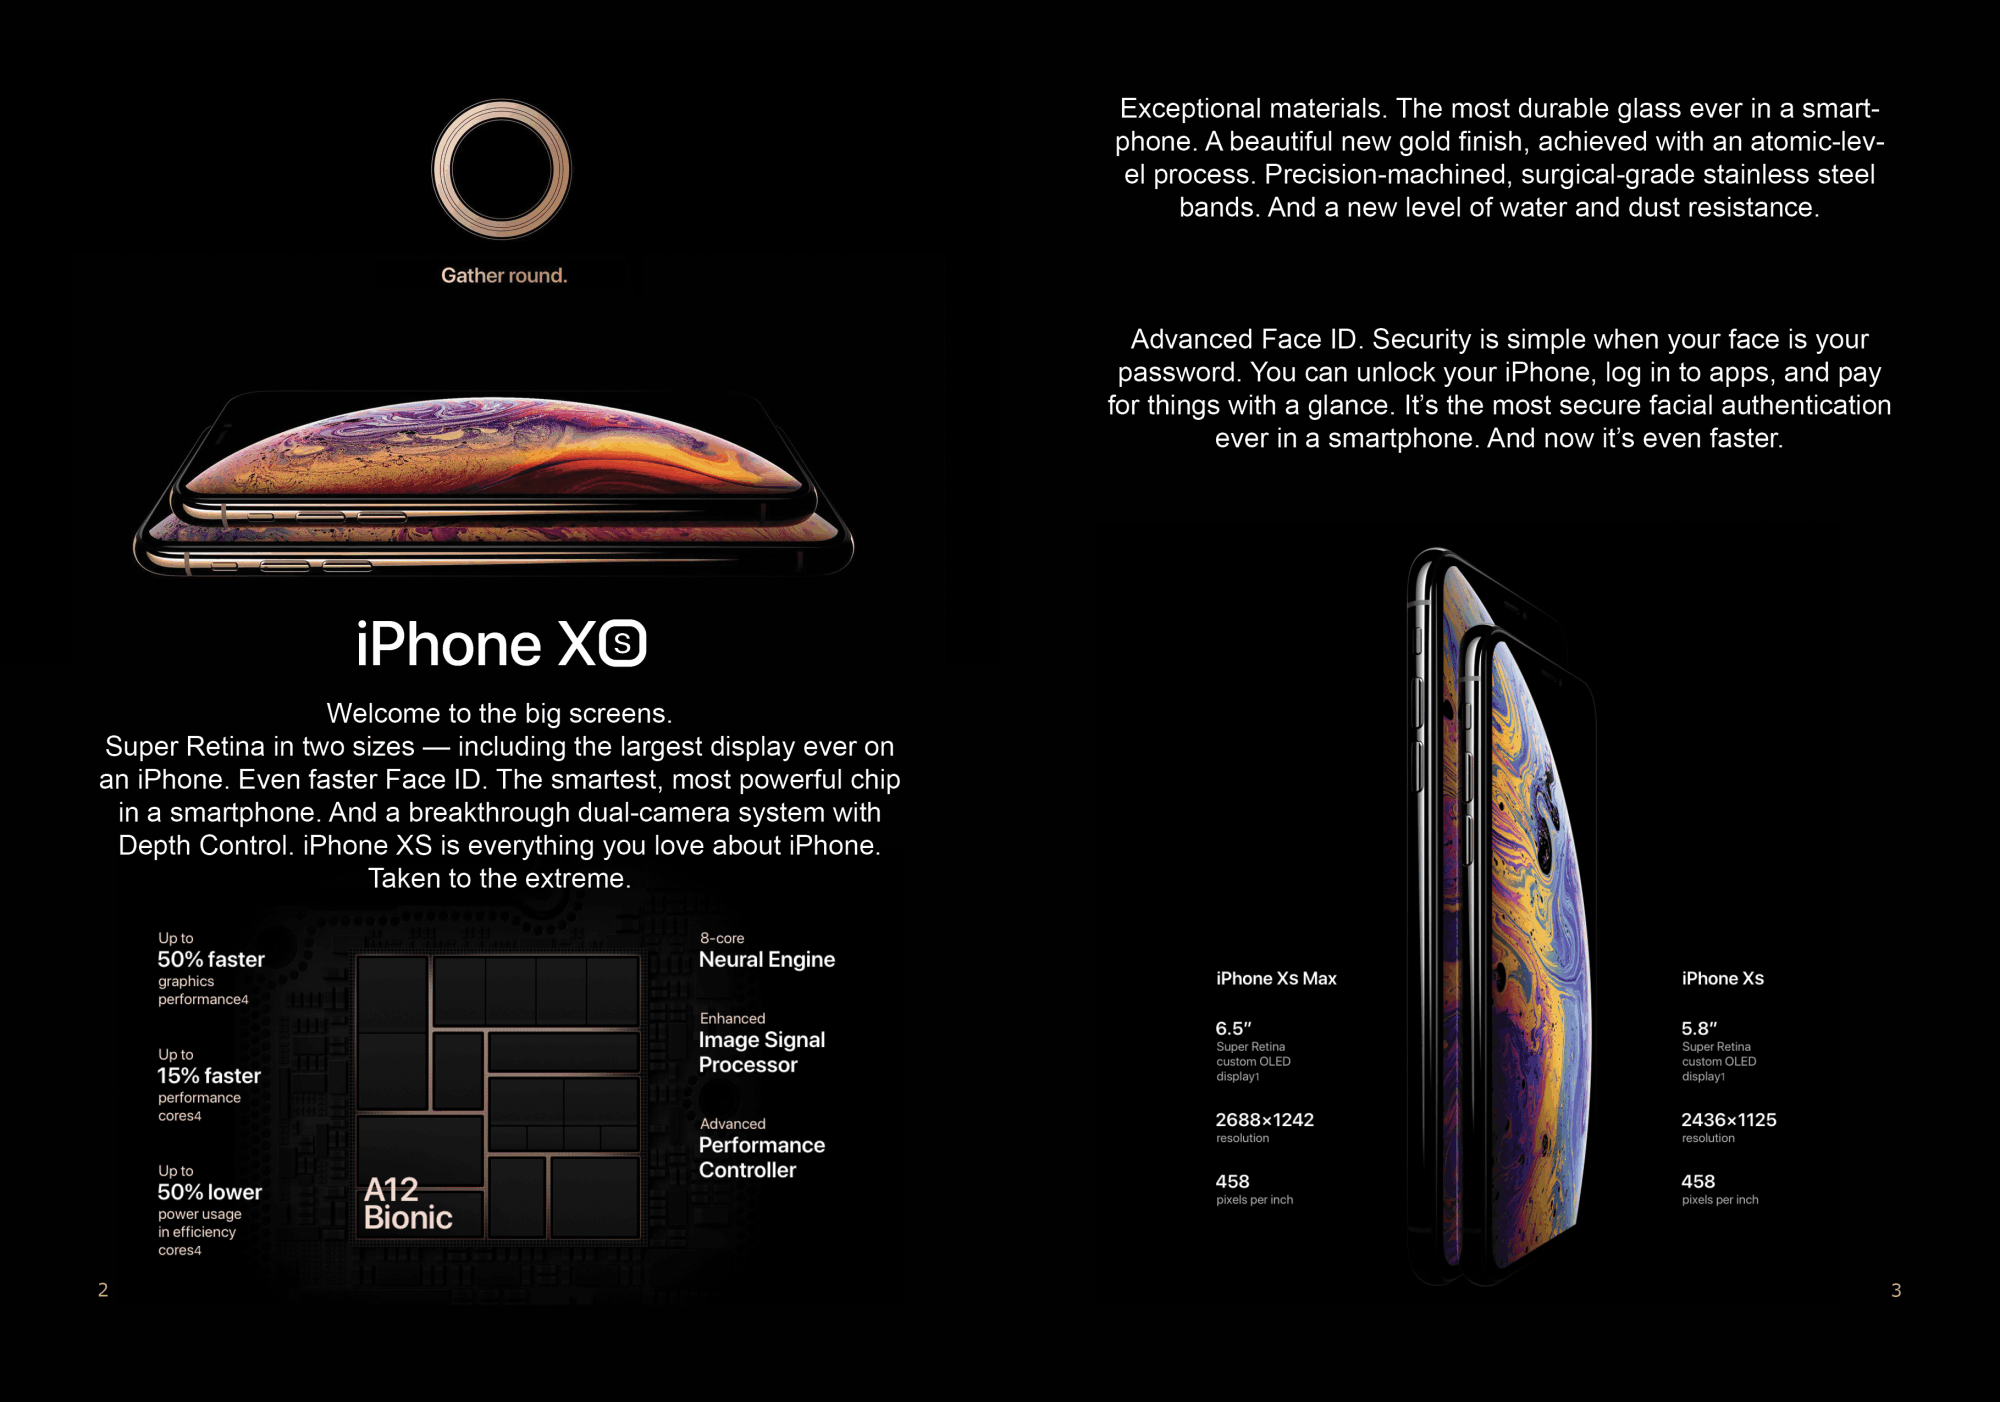 Gather round.
iPhone XS
Welcome to the big screens.
Super Retina in two sizes — including the largest display ever on
an iPhone. Even faster Face ID. The smartest, most powerful chip
in a smartphone. And a breakthrough dual-camera system with
Depth Control. iPhone XS is everything you love about iPhone.
Taken to the extreme.
Up to
50% faster
graphics
performance4
Up to
15% faster
performance
cores4
Up to
50% lower
power usage
in efficiency
cores4
A12
Bionic
8-core
Neural Engine
Enhanced
Image Signal
Processor
Advanced
Performance
Controller
2
Exceptional materials. The most durable glass ever in a smart-
phone. A beautiful new gold finish, achieved with an atomic-lev-
el process. Precision-machined, surgical-grade stainless steel
bands. And a new level of water and dust resistance.
Advanced Face ID. Security is simple when your face is your
password. You can unlock your iPhone, log in to apps, and pay
for things with a glance. It’s the most secure facial authentication
ever in a smartphone. And now it’s even faster.
iPhone Xs Max
6.5″
Super Retina
custom OLED
display1
2688×1242
resolution
458
pixels per inch
iPhone Xs
5.8″
Super Retina
custom OLED
display1
2436×1125
resolution
458
pixels per inch
3